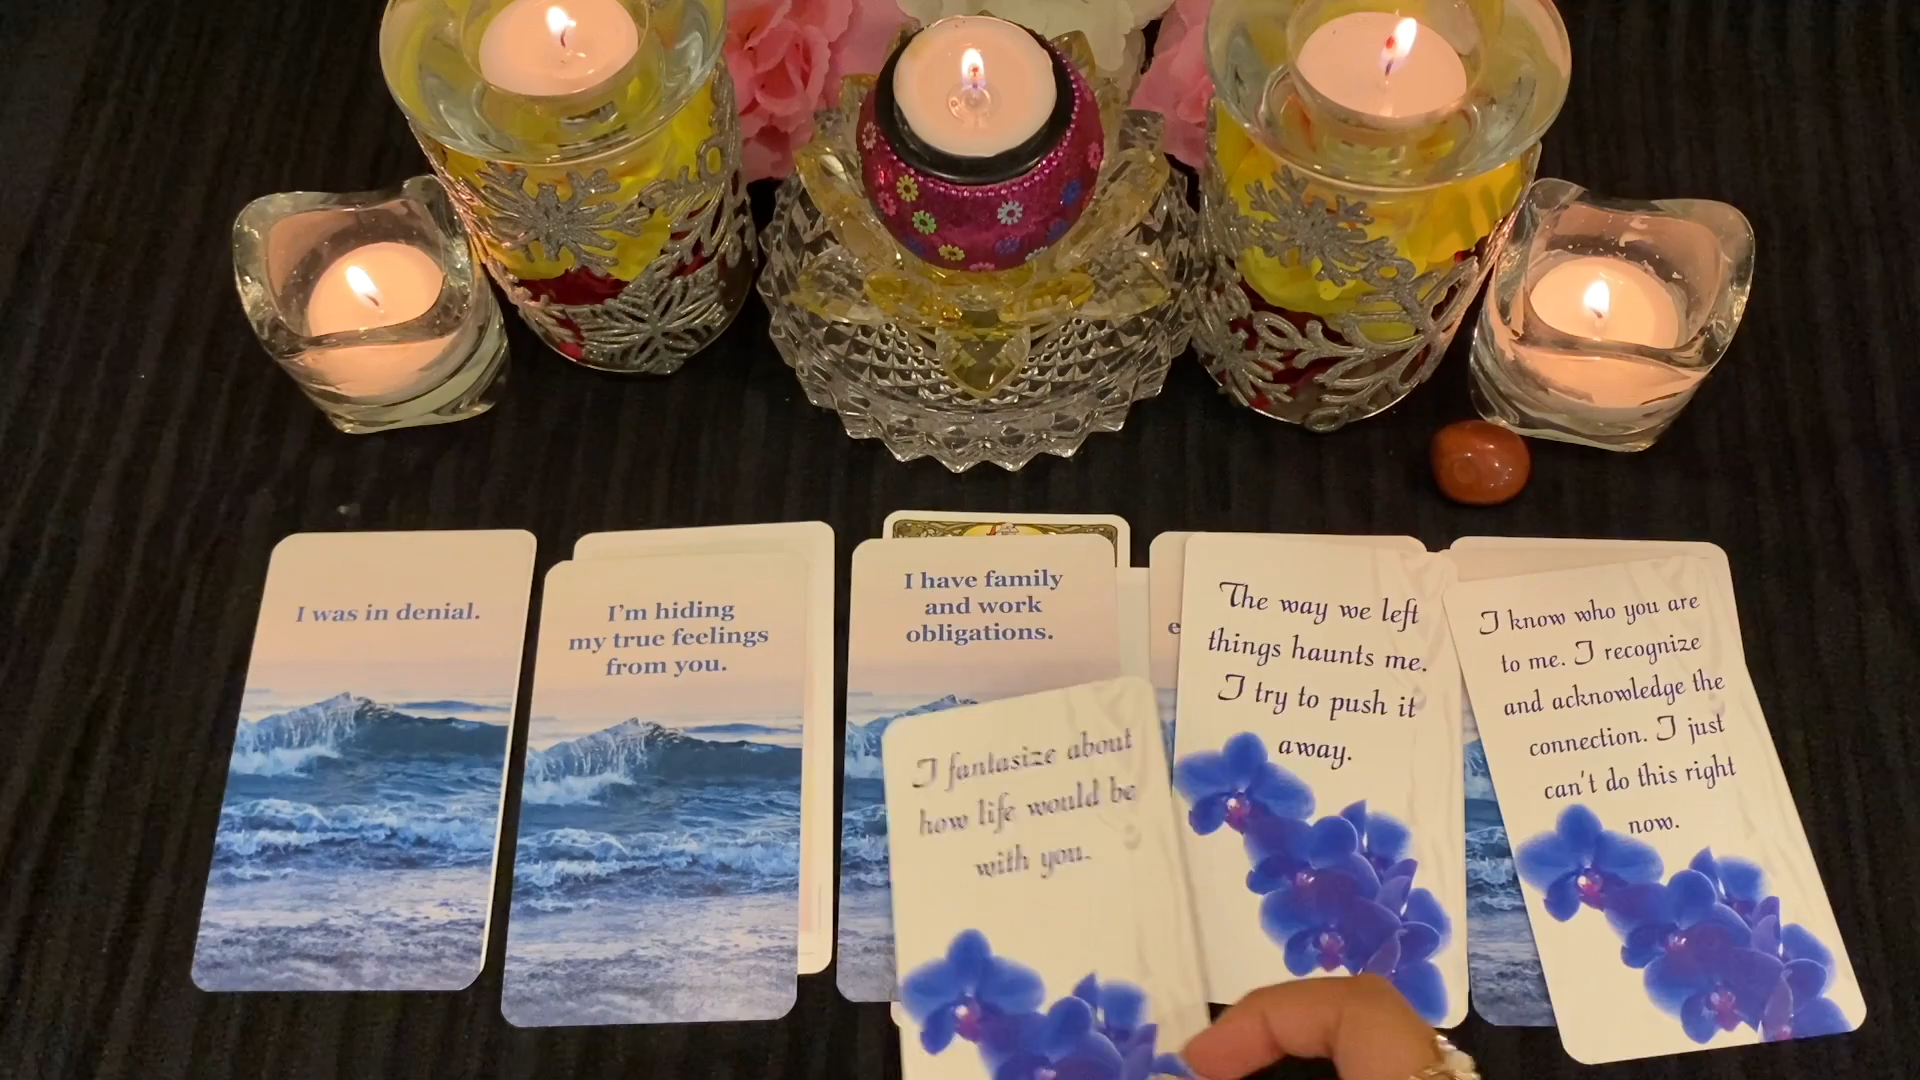 I was in denial.
I'm hiding
my true feelings
from you.
I have family
and work
obligations.
I fantasize about
how life would be
with you.
e
The way we left
things haunts me.
I try to push it
away.
I know who you are
to me. I recognize
and acknowledge the
connection. I just
can't do this right
now.